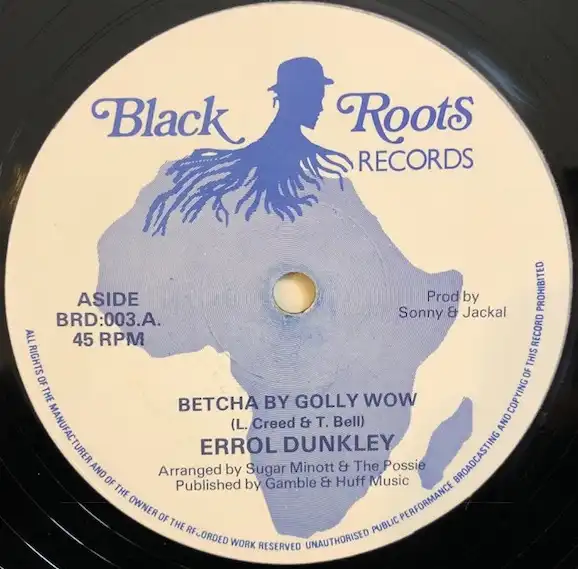 Black Roots
RECORDS
ASIDE
BRD:003.A.
45 RPM
Prod by
Sonny & Jackal
BETCHA BY GOLLY WOW
(L. Creed & T. Bell)
ERROL DUNKLEY
Arranged by Sugar Minott & The Possie
Published by Gamble & Huff Music
ALL RIGHTS OF THE MANUFACTURER AND OF THE OWNER OF THE RECORDED WORK RESERVED UNAUTHORISED PUBLIC PERFORMANCE BROADCASTING AND COPYING OF THIS RECORD PROHIBITED